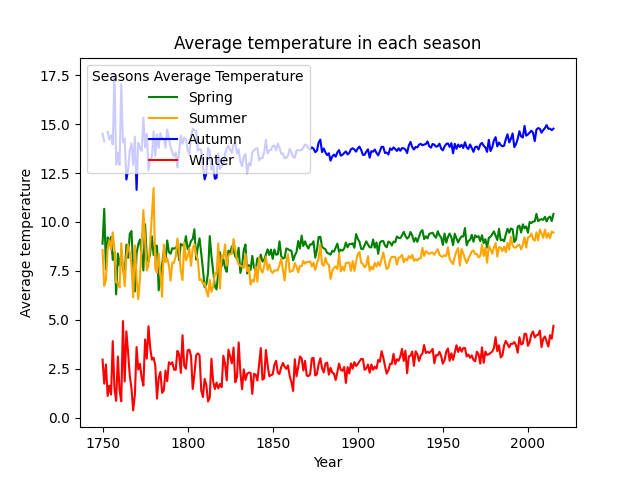 Average temperature in each season
Seasons Average Temperature
Spring
Summer
Autumn
Winter
17.5
15.0
12.5
10.0
7.5
5.0
2.5
0.0
Average temperature
1750
1800
1850
1900
1950
2000
Year